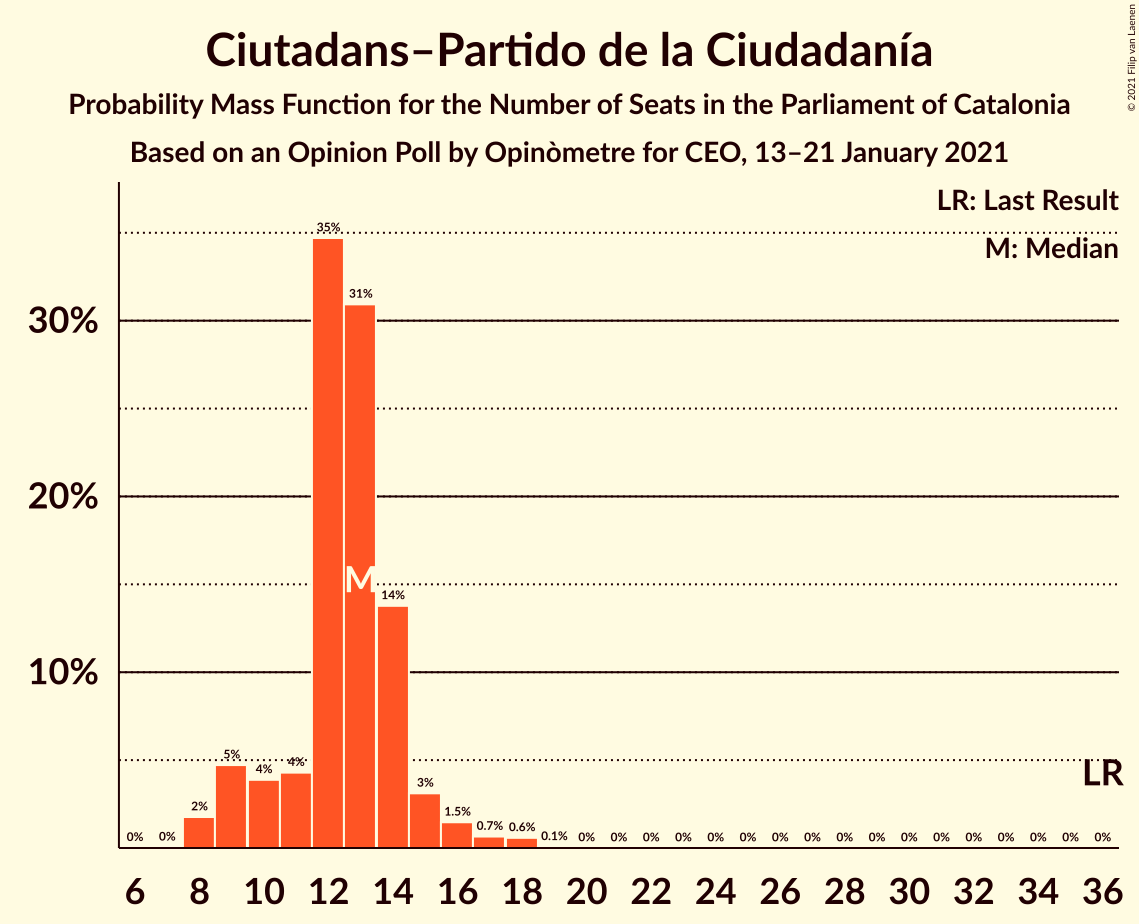 Ciutadans–Partido de la Ciudadanía
Probability Mass Function for the Number of Seats in the Parliament of Catalonia
Based on an Opinion Poll by Opinòmetre for CEO, 13–21 January 2021
© 2021 Filip van Laenen
LR: Last Result
M: Median
30%
20%
10%
35%
31%
M
14%
5%
4%
4%
LR
2%
3%
1.5%
0.7%
0.6%
0% 0% 0.1% 0% 0% 0% 0% 0% 0% 0% 0% 0% 0% 0% 0% 0% 0% 0% 0% 0%
6 8 10 12 14 16 18 20 22 24 26 28 30 32 34 36